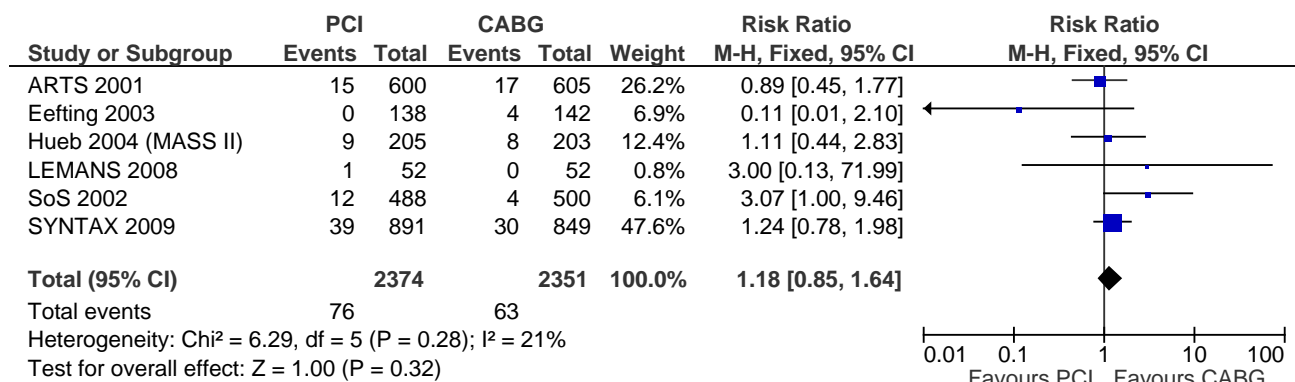 PCI CABG Risk Ratio Risk Ratio
Study or Subgroup Events Total Events Total Weight M-H, Fixed, 95% CI M-H, Fixed, 95% CI
ARTS 2001 15 600 17 605 26.2% 0.89 [0.45, 1.77]
Eefting 2003 0 138 4 142 6.9% 0.11 [0.01, 2.10]
Hueb 2004 (MASS II) 9 205 8 203 12.4% 1.11 [0.44, 2.83]
LEMANS 2008 1 52 0 52 0.8% 3.00 [0.13, 71.99]
SoS 2002 12 488 4 500 6.1% 3.07 [1.00, 9.46]
SYNTAX 2009 39 891 30 849 47.6% 1.24 [0.78, 1.98]
Total (95% CI) 2374 2351 100.0% 1.18 [0.85, 1.64]
Total events 76 63
Heterogeneity: Chi² = 6.29, df = 5 (P = 0.28); I² = 21%
Test for overall effect: Z = 1.00 (P = 0.32)
0.01 0.1 1 10 100
Favours PCI Favours CABG